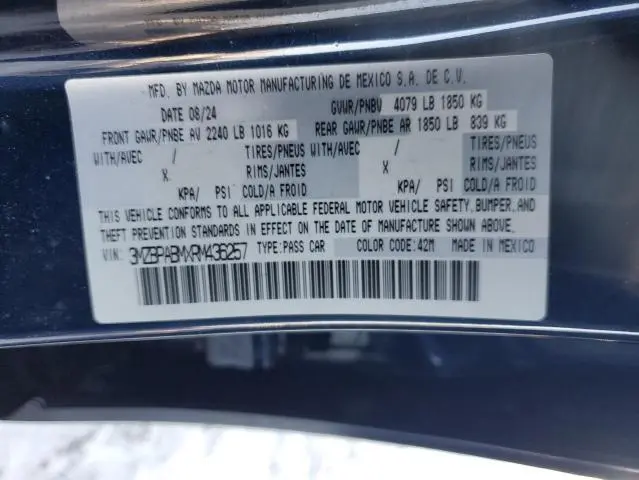 MFD. BY MAZDA MOTOR MANUFACTURING DE MEXICO S.A. DE C.V.
DATE 08/24 GVWR/PNBV 4079 LB 1850 KG
FRONT GAWR/PNBE AV 2240 LB 1016 KG REAR GAWR/PNBE AR 1850 LB 839 KG
WITH/AVEC / TIRES/PNEUS WITH/AVEC / TIRES/PNEUS
X RIMS/JANTES X RIMS/JANTES
KPA/ PSI COLD/A FROID KPA/ PSI COLD/A FROID
THIS VEHICLE CONFORMS TO ALL APPLICABLE FEDERAL MOTOR VEHICLE SAFETY, BUMPER, AND
THEFT PREVENTION STANDARDS IN EFFECT ON THE DATE OF MANUFACTURE SHOWN ABOVE.
VIN: 3MZBPABMXRM436257 TYPE:PASS CAR COLOR CODE:42M MADE IN MEXICO